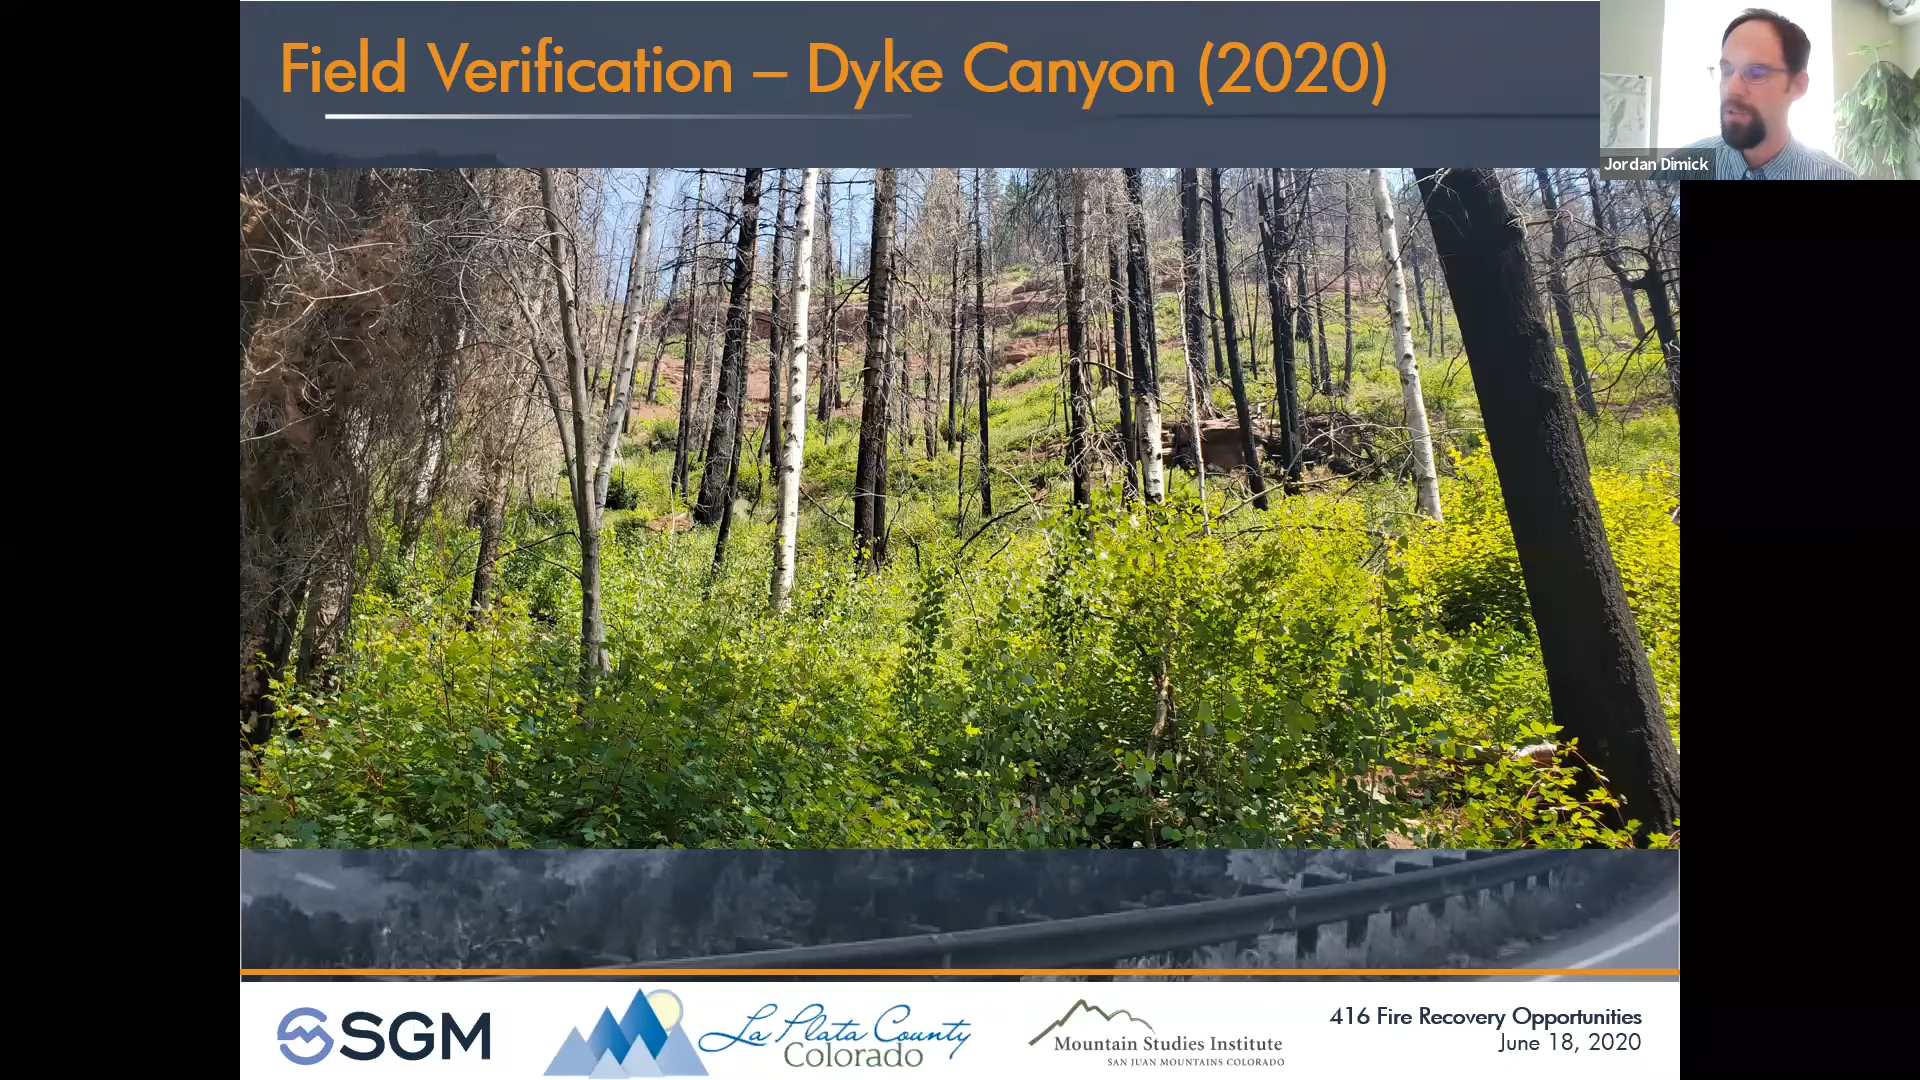 Field Verification – Dyke Canyon (2020)
Jordan Dimick
SGM
La Plata County
Colorado
Mountain Studies Institute
SAN JUAN MOUNTAINS COLORADO
416 Fire Recovery Opportunities
June 18, 2020